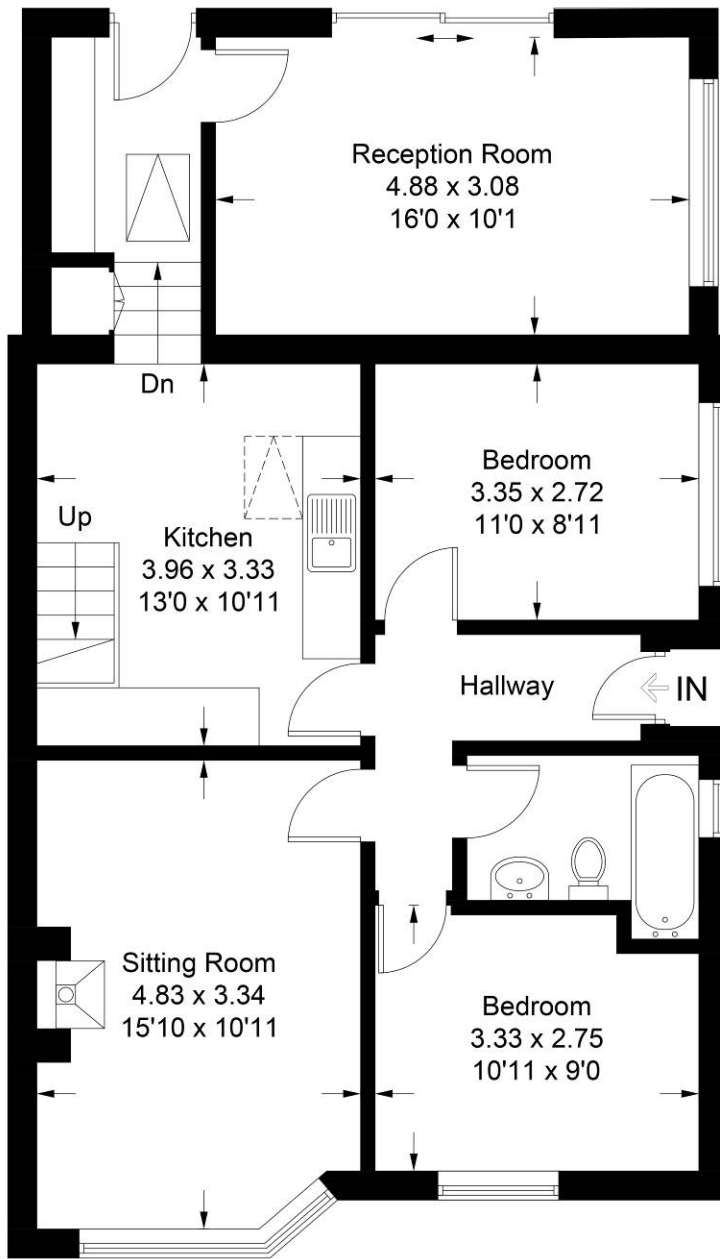 Reception Room
4.88 x 3.08
16'0 x 10'1
Dn
Bedroom
3.35 x 2.72
11'0 x 8'11
Up
Kitchen
3.96 x 3.33
13'0 x 10'11
Hallway
IN
Sitting Room
4.83 x 3.34
15'10 x 10'11
Bedroom
3.33 x 2.75
10'11 x 9'0